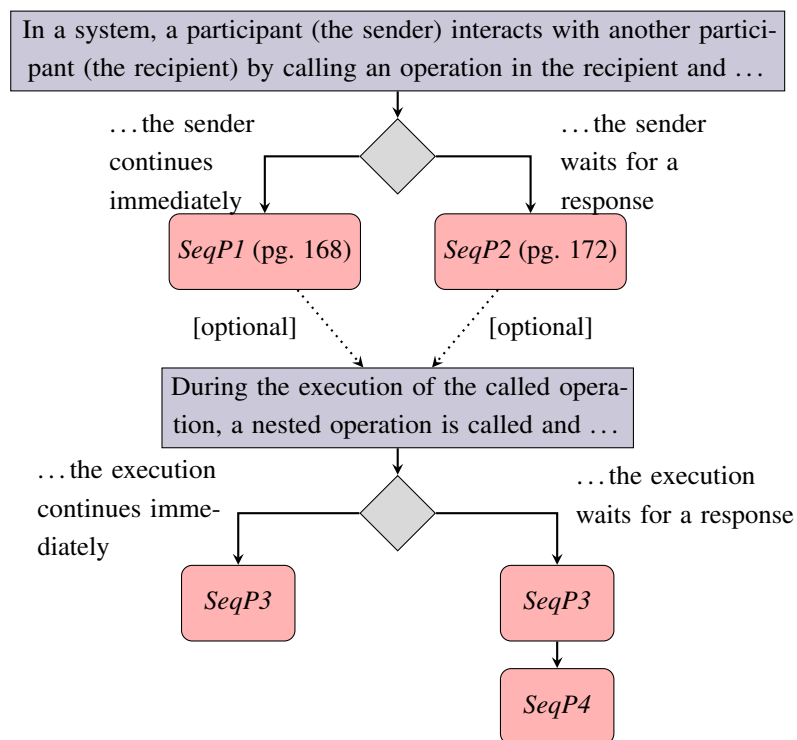 In a system, a participant (the sender) interacts with another partici-
pant (the recipient) by calling an operation in the recipient and …
…the sender
continues
immediately
…the sender
waits for a
response
SeqP1 (pg. 168)
SeqP2 (pg. 172)
[optional]
[optional]
During the execution of the called opera-
tion, a nested operation is called and …
…the execution
continues imme-
diately
…the execution
waits for a response
SeqP3
SeqP3
SeqP4